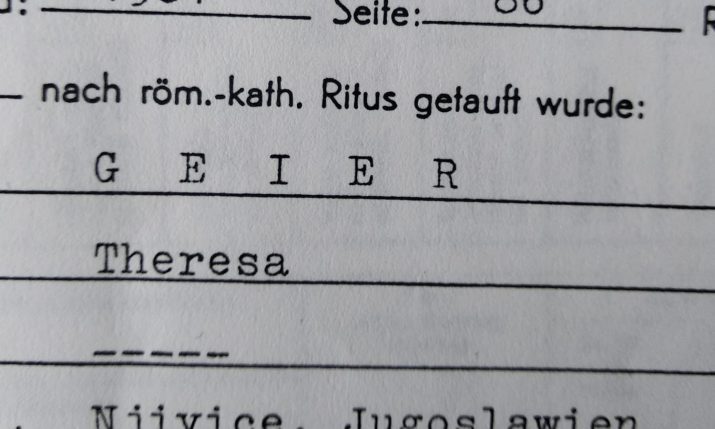 Seite:
nach röm.-kath. Ritus getauft wurde:
G E I E R
Theresa
-----
Njivice, Jugoslawien